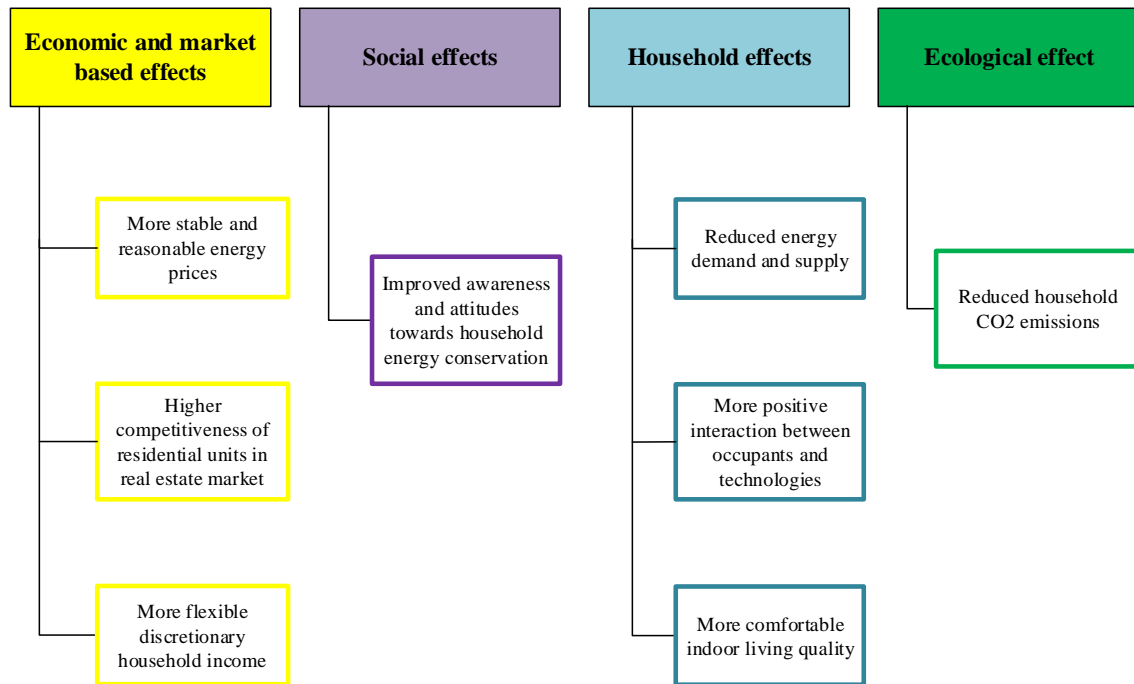 Economic and market
based effects
More stable and
reasonable energy
prices
Higher
competitiveness of
residential units in
real estate market
More flexible
discretionary
household income
Social effects
Improved awareness
and attitudes
towards household
energy conservation
Household effects
Reduced energy
demand and supply
More positive
interaction between
occupants and
technologies
More comfortable
indoor living quality
Ecological effect
Reduced household
CO2 emissions